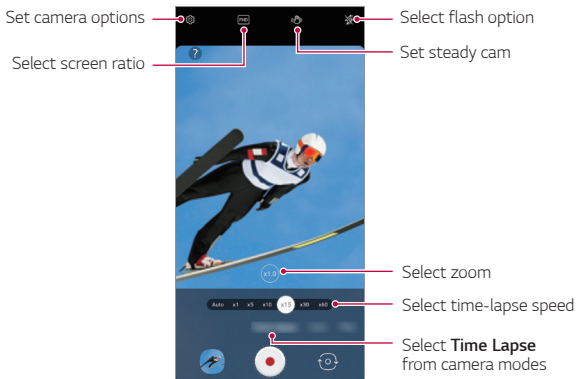 Set camera options
Select flash option
FHD
Set steady cam
Select screen ratio
?
x1.0
Select zoom
Auto x1 x5 x10 x15 x30 x60
Select time-lapse speed
Select Time Lapse
from camera modes